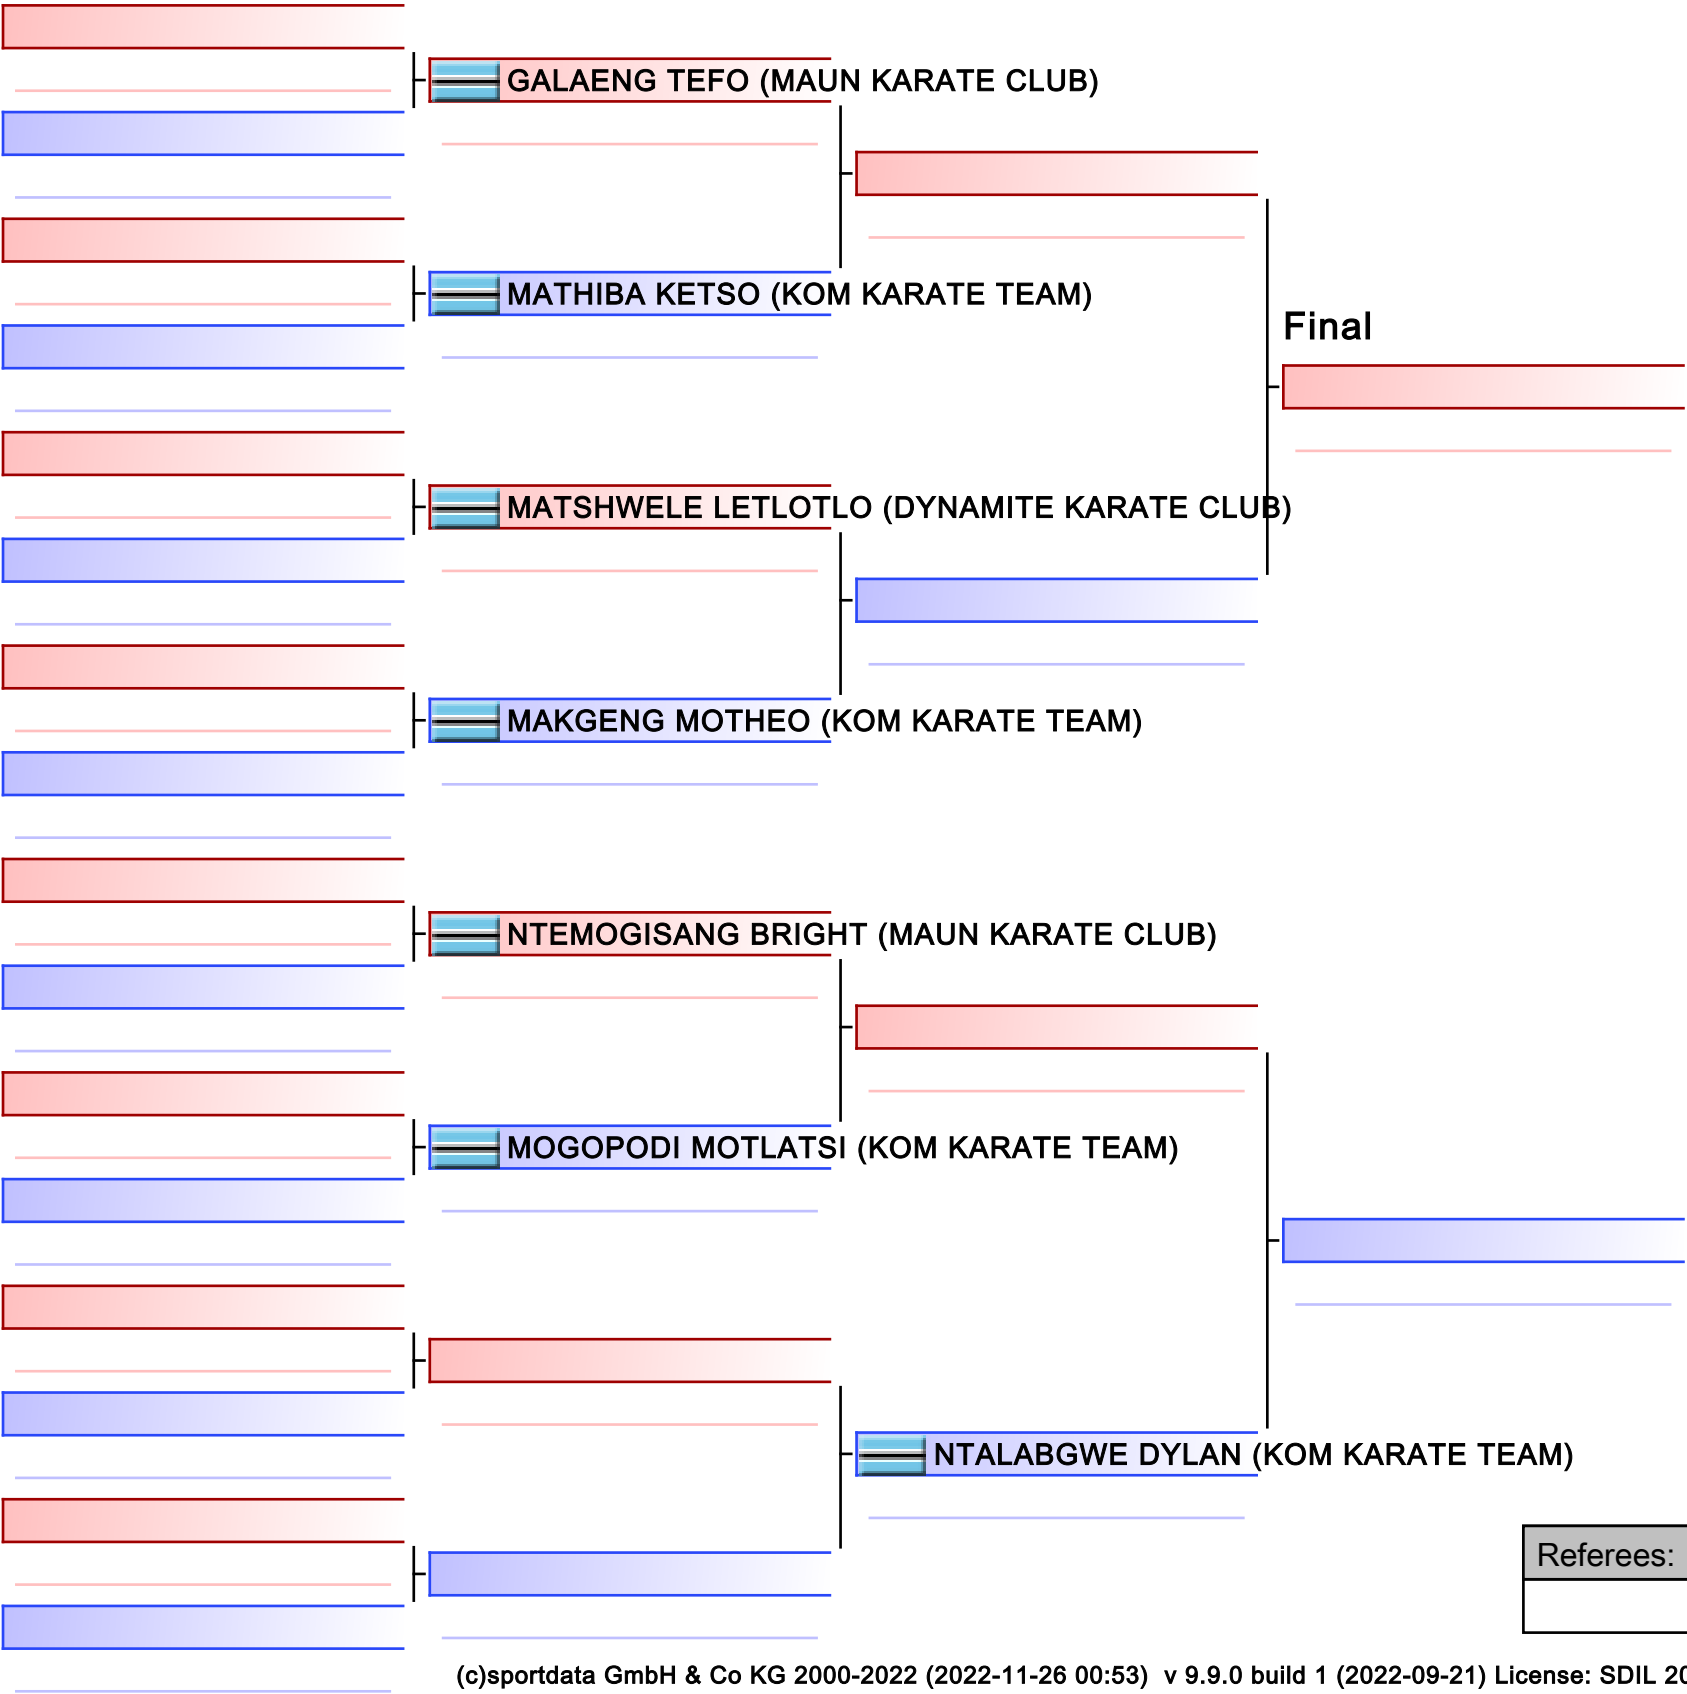 GALAENG TEFO (MAUN KARATE CLUB)
MATHIBA KETSO (KOM KARATE TEAM)
Final
MATSHWELE LETLOTLO (DYNAMITE KARATE CLUB)
MAKGENG MOTHEO (KOM KARATE TEAM)
NTEMOGISANG BRIGHT (MAUN KARATE CLUB)
MOGOPODI MOTLATSI (KOM KARATE TEAM)
NTALABGWE DYLAN (KOM KARATE TEAM)
Referees:
(c)sportdata GmbH & Co KG 2000-2022 (2022-11-26 00:53) v 9.9.0 build 1 (2022-09-21) License: SDIL 20